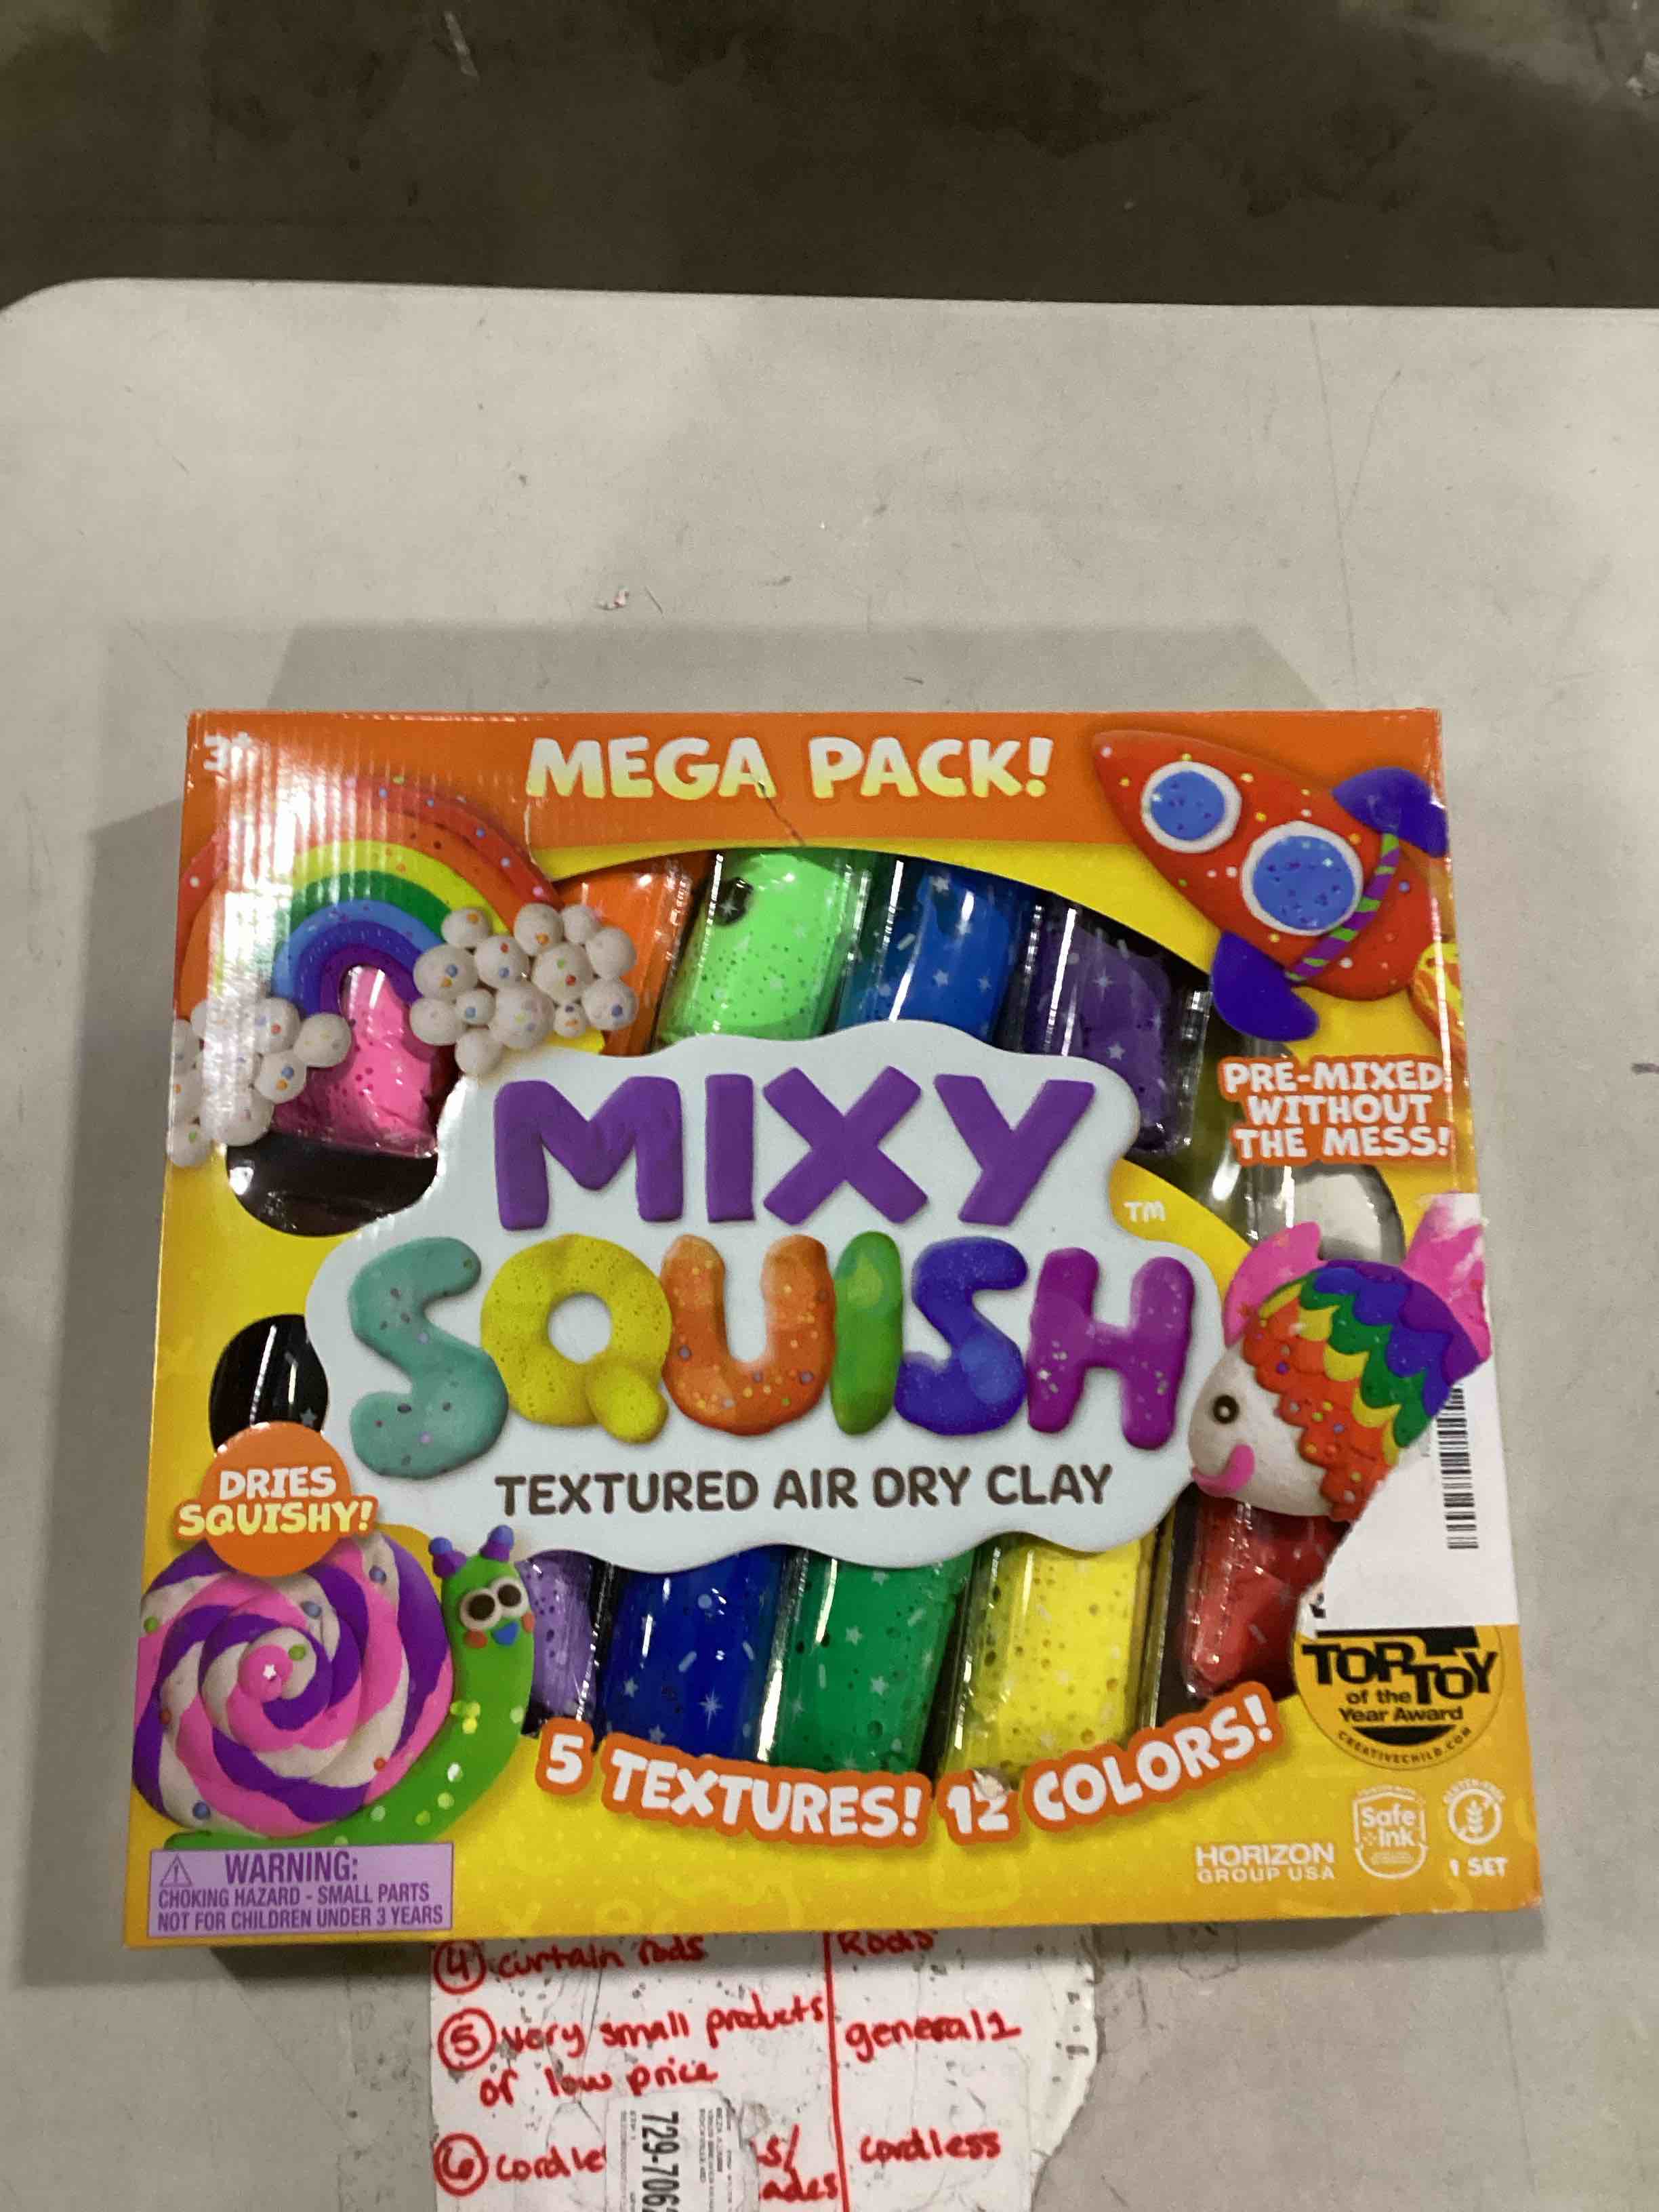 3+
MEGA PACK!
PRE-MIXED
WITHOUT
THE MESS!
MIXY
TM
SQUISH
TEXTURED AIR DRY CLAY
DRIES
SQUISHY!
5 TEXTURES! 12 COLORS!
TOP TOY
of the
Year Award
CREATIVECHILD.COM
Safe
Ink
GLUTEN-FREE
HORIZON
GROUP USA
1 SET
WARNING:
CHOKING HAZARD - SMALL PARTS
NOT FOR CHILDREN UNDER 3 YEARS
4 curtain rods
Rods
5 Very small products
of low price
general1
6 cordle
s/
ades
cordless
729-706